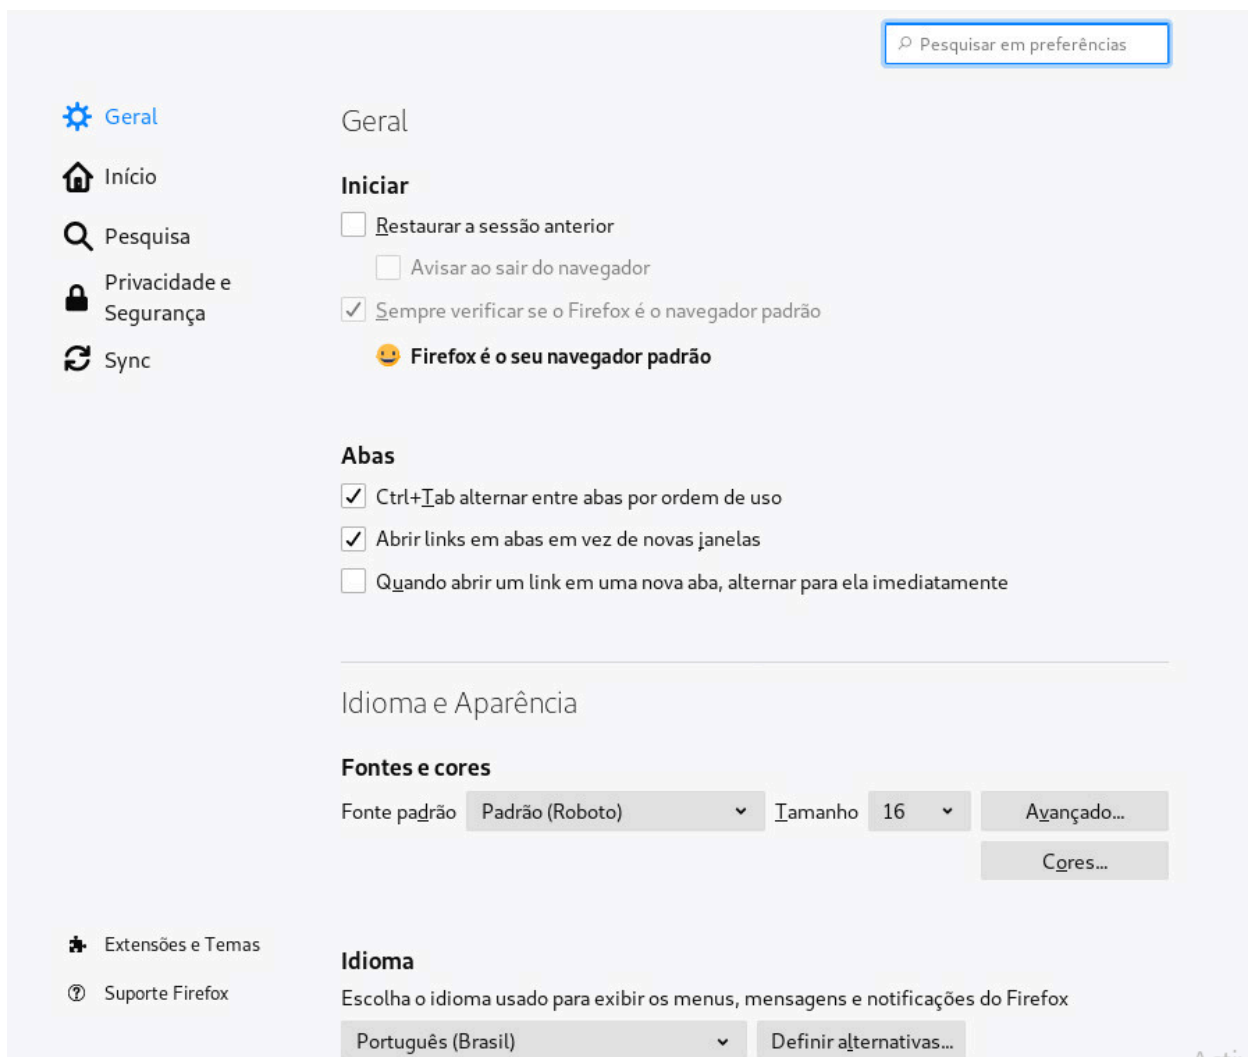 Pesquisar em preferências
Geral
Início
Pesquisa
Privacidade e
Segurança
Sync
Extensões e Temas
Suporte Firefox
Geral
Iniciar
Restaurar a sessão anterior
Avisar ao sair do navegador
Sempre verificar se o Firefox é o navegador padrão
Firefox é o seu navegador padrão
Abas
Ctrl+Tab alternar entre abas por ordem de uso
Abrir links em abas em vez de novas janelas
Quando abrir um link em uma nova aba, alternar para ela imediatamente
Idioma e Aparência
Fontes e cores
Fonte padrão Padrão (Roboto) Tamanho 16 Avançado...
Cores...
Idioma
Escolha o idioma usado para exibir os menus, mensagens e notificações do Firefox
Português (Brasil) Definir alternativas...